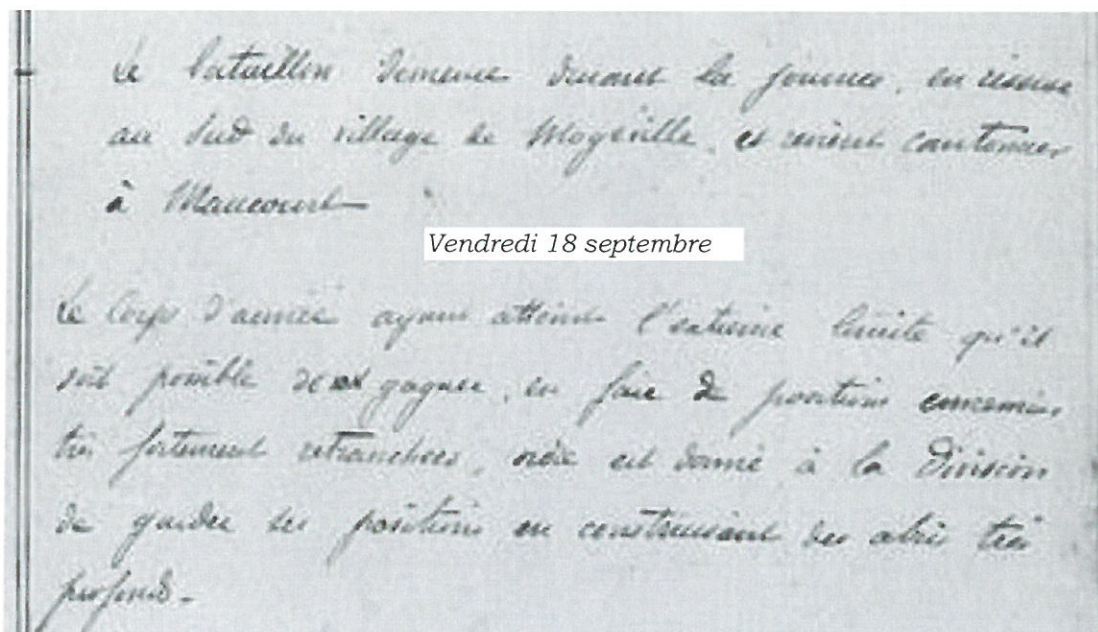 Le bataillon demeure durant la journée, en réserve
au sud du village de Mogeville, et revient cantonner
à Maucourt
Vendredi 18 septembre
Le Corps d'armée ayant atteint l'extrême limite qu'il
soit possible de gagner, en face de positions ennemies
très fortement retranchées, ordre est donné à la Division
de garder ses positions en construisant des abris très
profond.